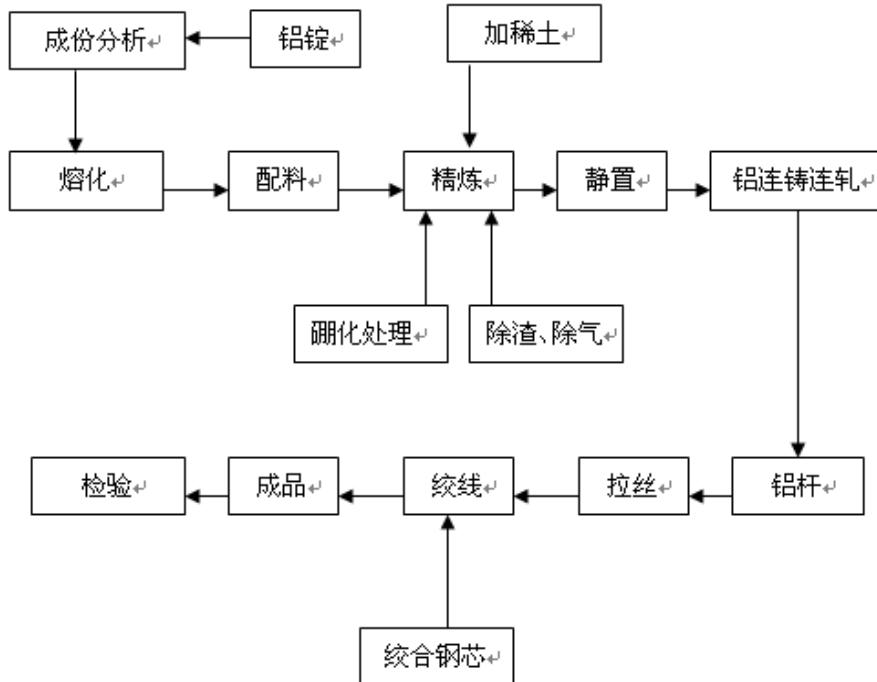 成份分析
铝锭
加稀土
熔化
配料
精炼
静置
铝连铸连轧
硼化处理
除渣、除气
检验
成品
绞线
拉丝
铝杆
绞合钢芯